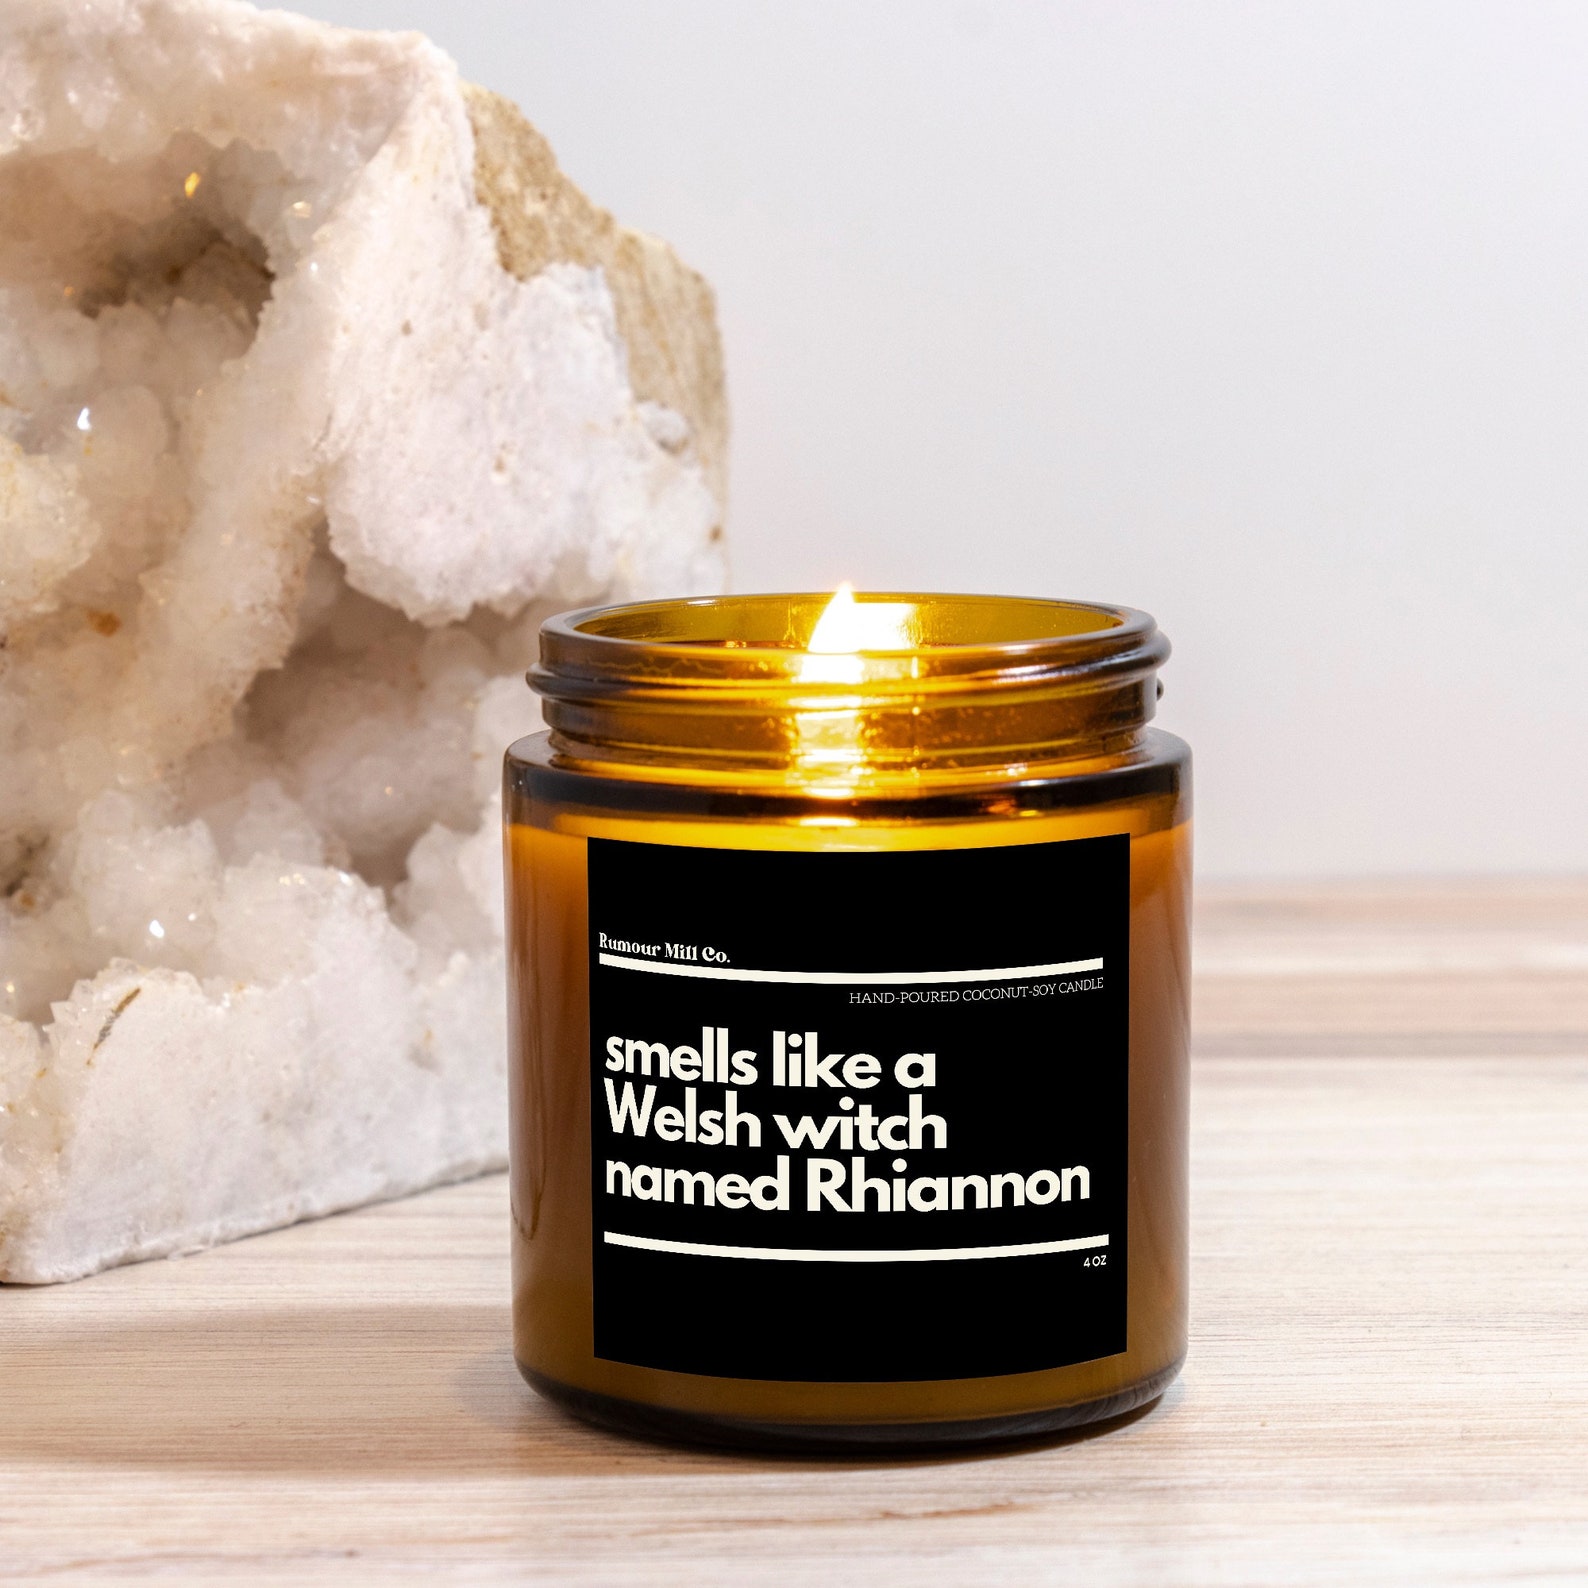 Rumour Mill Co.
HAND-POURED COCONUT-SOY CANDLE
smells like a
Welsh witch
named Rhiannon
4 OZ